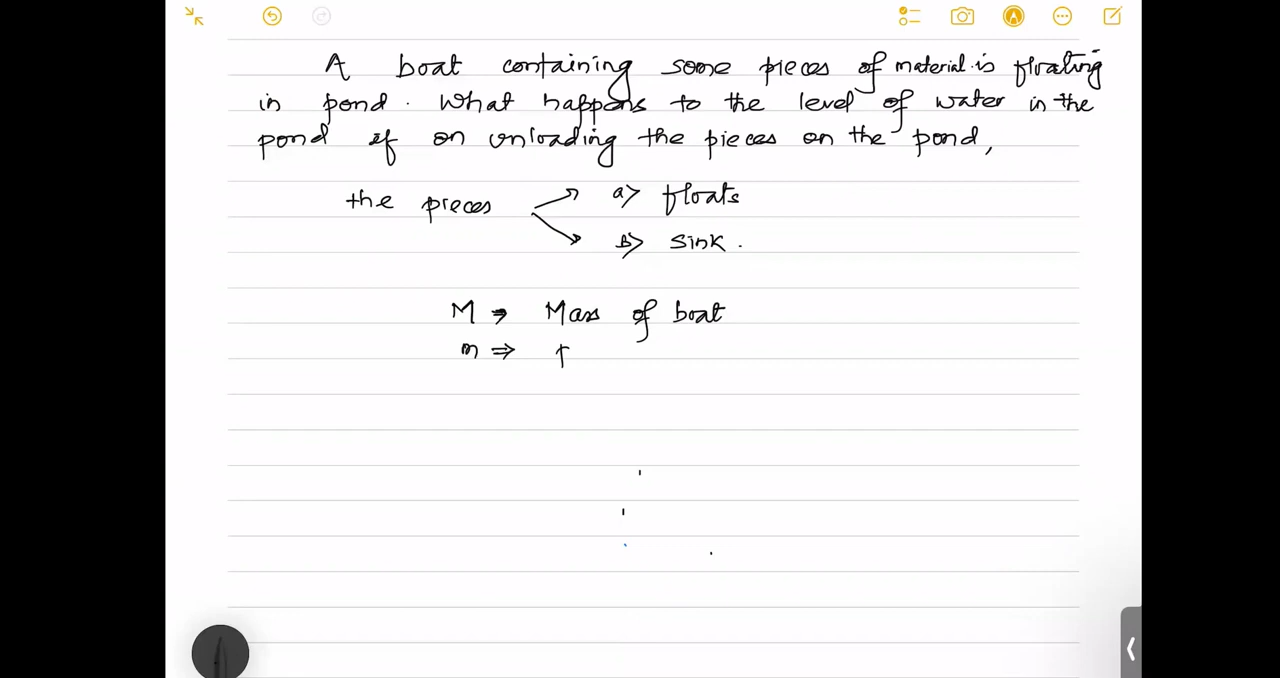 A boat containing some pieces of material is floating
in pond. What happens to the level of water in the
pond if on unloading the pieces on the pond,
the pieces a> floats
b> sink.
M ⇒ Mass of boat
m ⇒